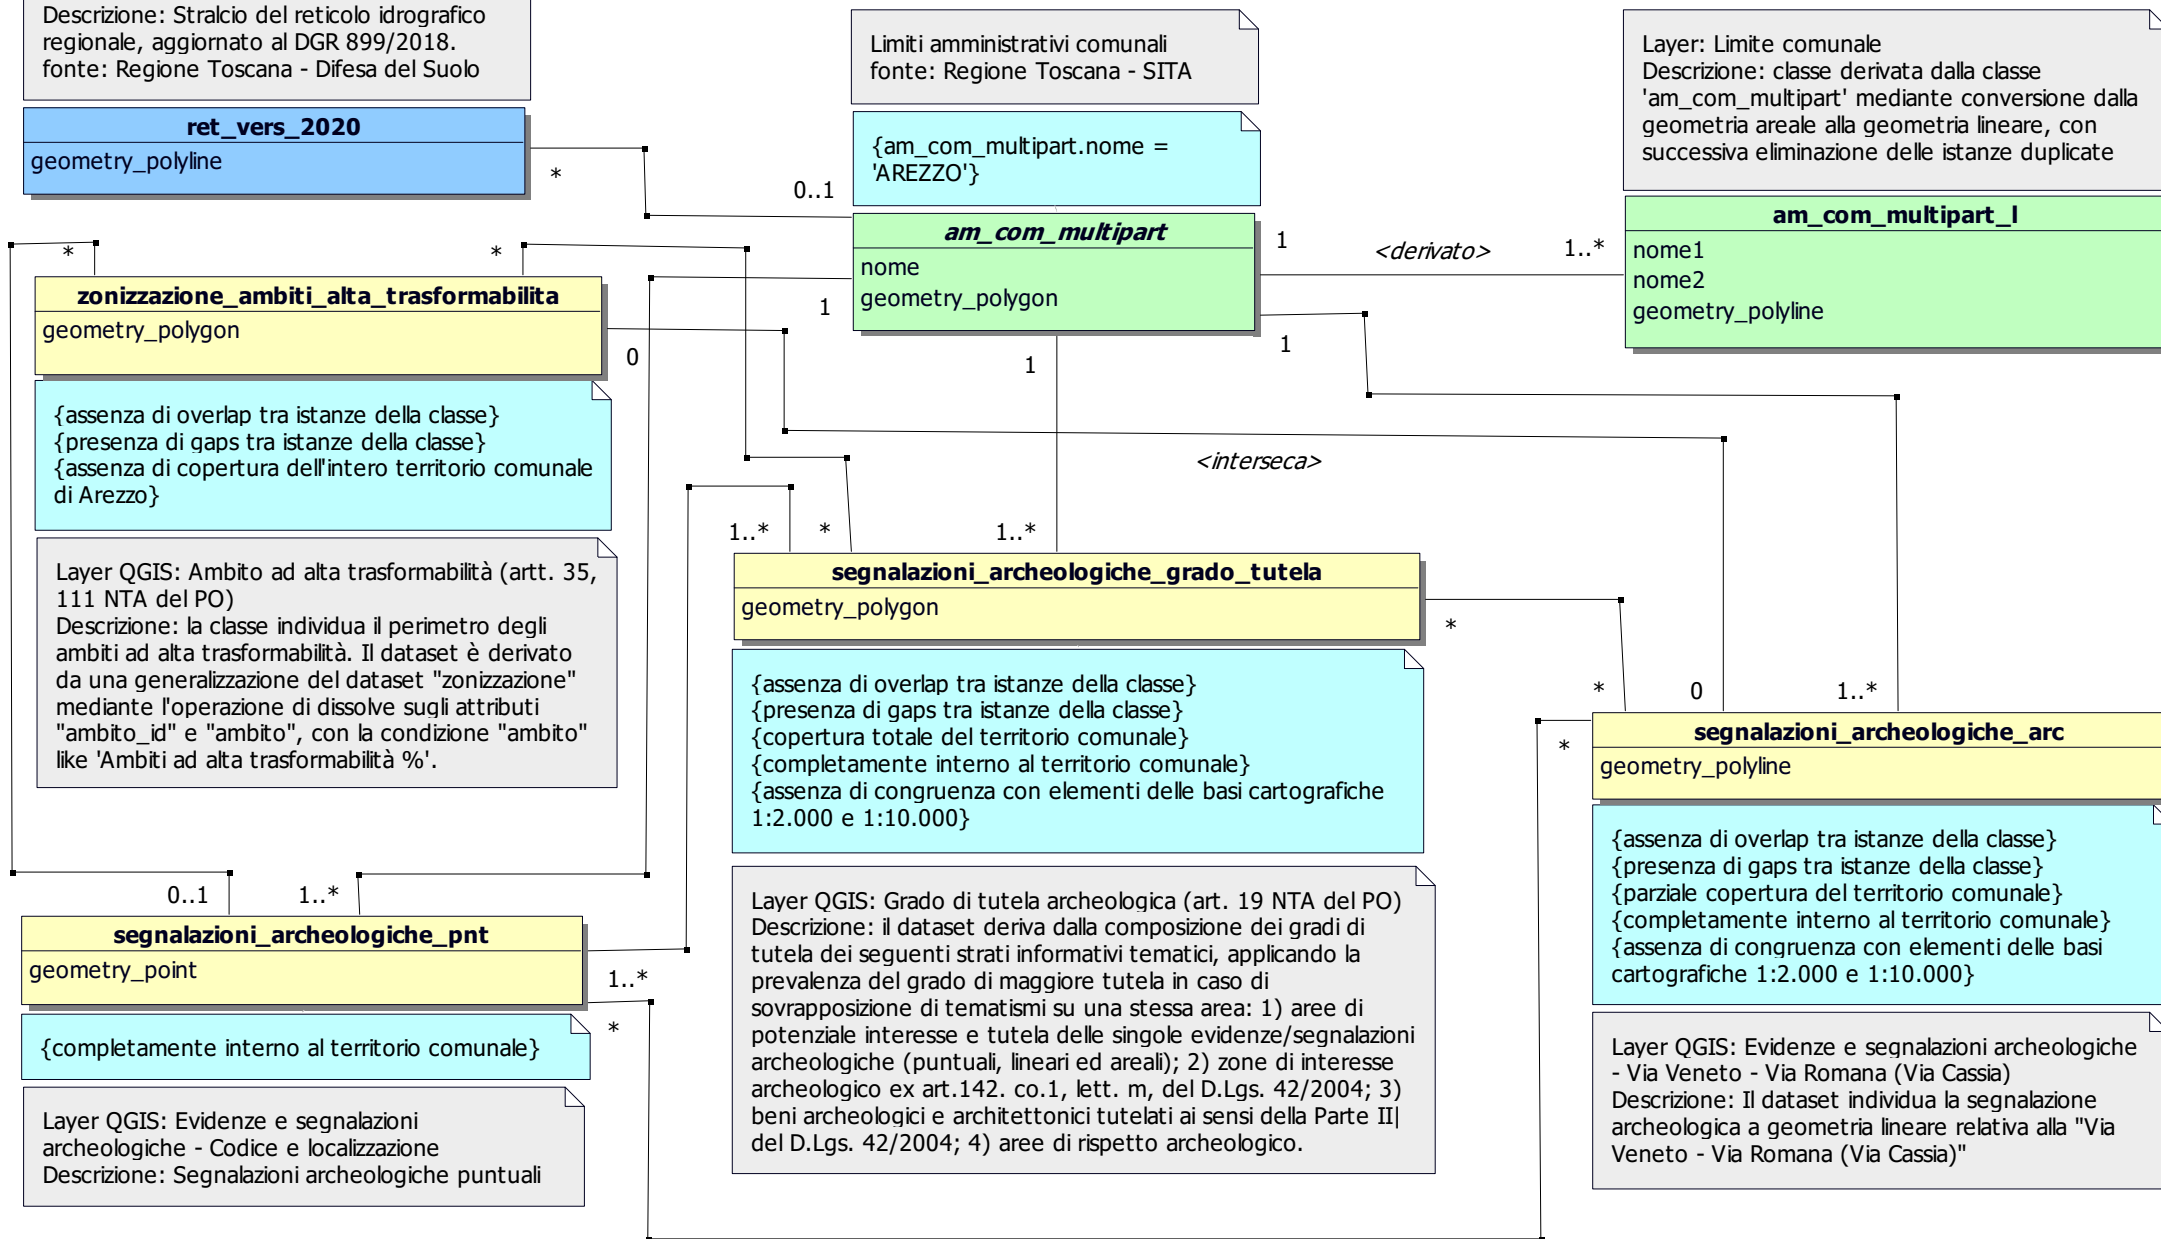 Descrizione: Stralcio del reticolo idrografico
regionale, aggiornato al DGR 899/2018.
fonte: Regione Toscana - Difesa del Suolo
ret_vers_2020
geometry_polyline
*
0..1
Limiti amministrativi comunali
fonte: Regione Toscana - SITA
{am_com_multipart.nome =
'AREZZO'}
am_com_multipart
nome
geometry_polygon
1
<derivato>
1..*
Layer: Limite comunale
Descrizione: classe derivata dalla classe
'am_com_multipart' mediante conversione dalla
geometria areale alla geometria lineare, con
successiva eliminazione delle istanze duplicate
am_com_multipart_l
nome1
nome2
geometry_polyline
*
*
1
1
1
0
zonizzazione_ambiti_alta_trasformabilita
geometry_polygon
{assenza di overlap tra istanze della classe}
{presenza di gaps tra istanze della classe}
{assenza di copertura dell'intero territorio comunale
di Arezzo}
Layer QGIS: Ambito ad alta trasformabilità (artt. 35,
111 NTA del PO)
Descrizione: la classe individua il perimetro degli
ambiti ad alta trasformabilità. Il dataset è derivato
da una generalizzazione del dataset "zonizzazione"
mediante l'operazione di dissolve sugli attributi
"ambito_id" e "ambito", con la condizione "ambito"
like 'Ambiti ad alta trasformabilità %'.
<interseca>
1..*
*
1..*
segnalazioni_archeologiche_grado_tutela
geometry_polygon
*
{assenza di overlap tra istanze della classe}
{presenza di gaps tra istanze della classe}
{copertura totale del territorio comunale}
{completamente interno al territorio comunale}
{assenza di congruenza con elementi delle basi cartografiche
1:2.000 e 1:10.000}
Layer QGIS: Grado di tutela archeologica (art. 19 NTA del PO)
Descrizione: il dataset deriva dalla composizione dei gradi di
tutela dei seguenti strati informativi tematici, applicando la
prevalenza del grado di maggiore tutela in caso di
sovrapposizione di tematismi su una stessa area: 1) aree di
potenziale interesse e tutela delle singole evidenze/segnalazioni
archeologiche (puntuali, lineari ed areali); 2) zone di interesse
archeologico ex art.142. co.1, lett. m, del D.Lgs. 42/2004; 3)
beni archeologici e architettonici tutelati ai sensi della Parte II|
del D.Lgs. 42/2004; 4) aree di rispetto archeologico.
*
0
1..*
*
segnalazioni_archeologiche_arc
geometry_polyline
{assenza di overlap tra istanze della classe}
{presenza di gaps tra istanze della classe}
{parziale copertura del territorio comunale}
{completamente interno al territorio comunale}
{assenza di congruenza con elementi delle basi
cartografiche 1:2.000 e 1:10.000}
Layer QGIS: Evidenze e segnalazioni archeologiche
- Via Veneto - Via Romana (Via Cassia)
Descrizione: Il dataset individua la segnalazione
archeologica a geometria lineare relativa alla "Via
Veneto - Via Romana (Via Cassia)"
0..1
1..*
segnalazioni_archeologiche_pnt
geometry_point
1..*
*
{completamente interno al territorio comunale}
Layer QGIS: Evidenze e segnalazioni
archeologiche - Codice e localizzazione
Descrizione: Segnalazioni archeologiche puntuali